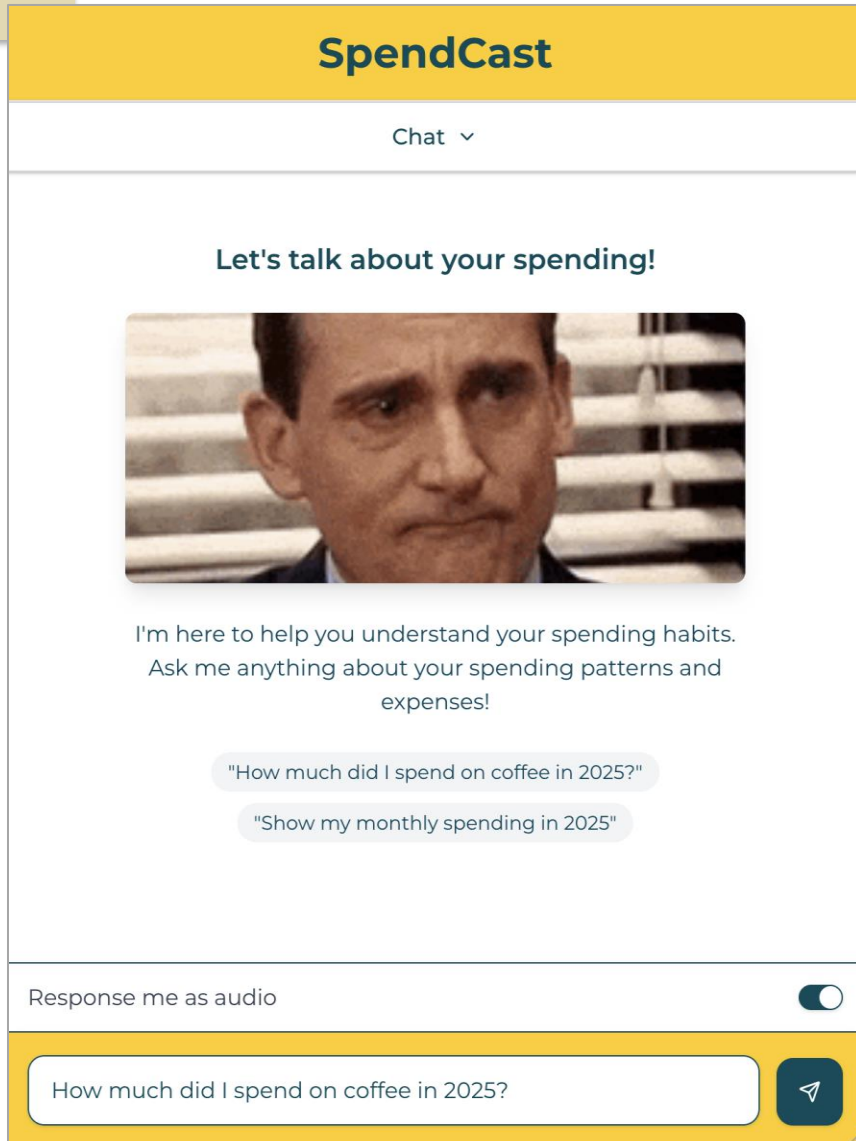 SpendCast
Chat
Let's talk about your spending!
I'm here to help you understand your spending habits.
Ask me anything about your spending patterns and
expenses!
"How much did I spend on coffee in 2025?"
"Show my monthly spending in 2025"
Response me as audio
How much did I spend on coffee in 2025?